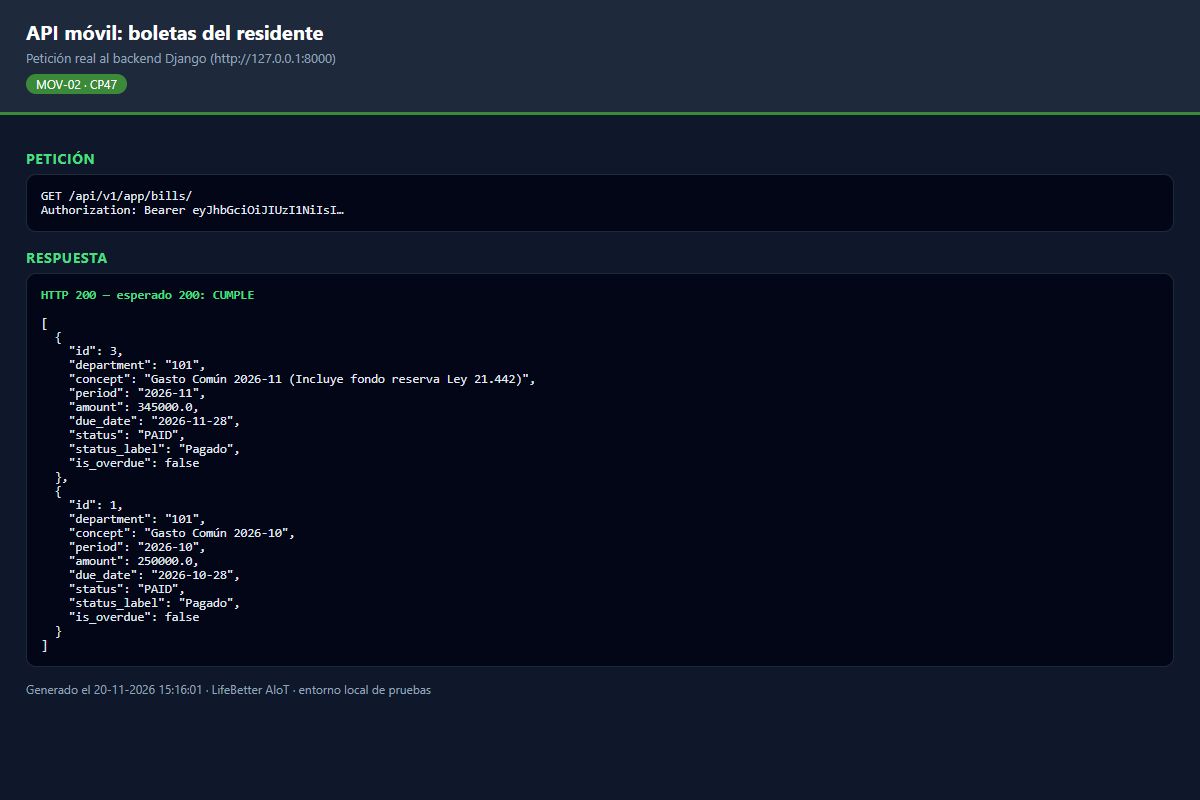 API móvil: boletas del residente
Petición real al backend Django (http://127.0.0.1:8000)
MOV-02 · CP47
PETICIÓN
GET /api/v1/app/bills/
Authorization: Bearer eyJhbGciOiJIUzI1NiIsI…
RESPUESTA
HTTP 200 — esperado 200: CUMPLE
[
  {
    "id": 3,
    "department": "101",
    "concept": "Gasto Común 2026-11 (Incluye fondo reserva Ley 21.442)",
    "period": "2026-11",
    "amount": 345000.0,
    "due_date": "2026-11-28",
    "status": "PAID",
    "status_label": "Pagado",
    "is_overdue": false
  },
  {
    "id": 1,
    "department": "101",
    "concept": "Gasto Común 2026-10",
    "period": "2026-10",
    "amount": 250000.0,
    "due_date": "2026-10-28",
    "status": "PAID",
    "status_label": "Pagado",
    "is_overdue": false
  }
]
Generado el 20-11-2026 15:16:01 · LifeBetter AIoT · entorno local de pruebas